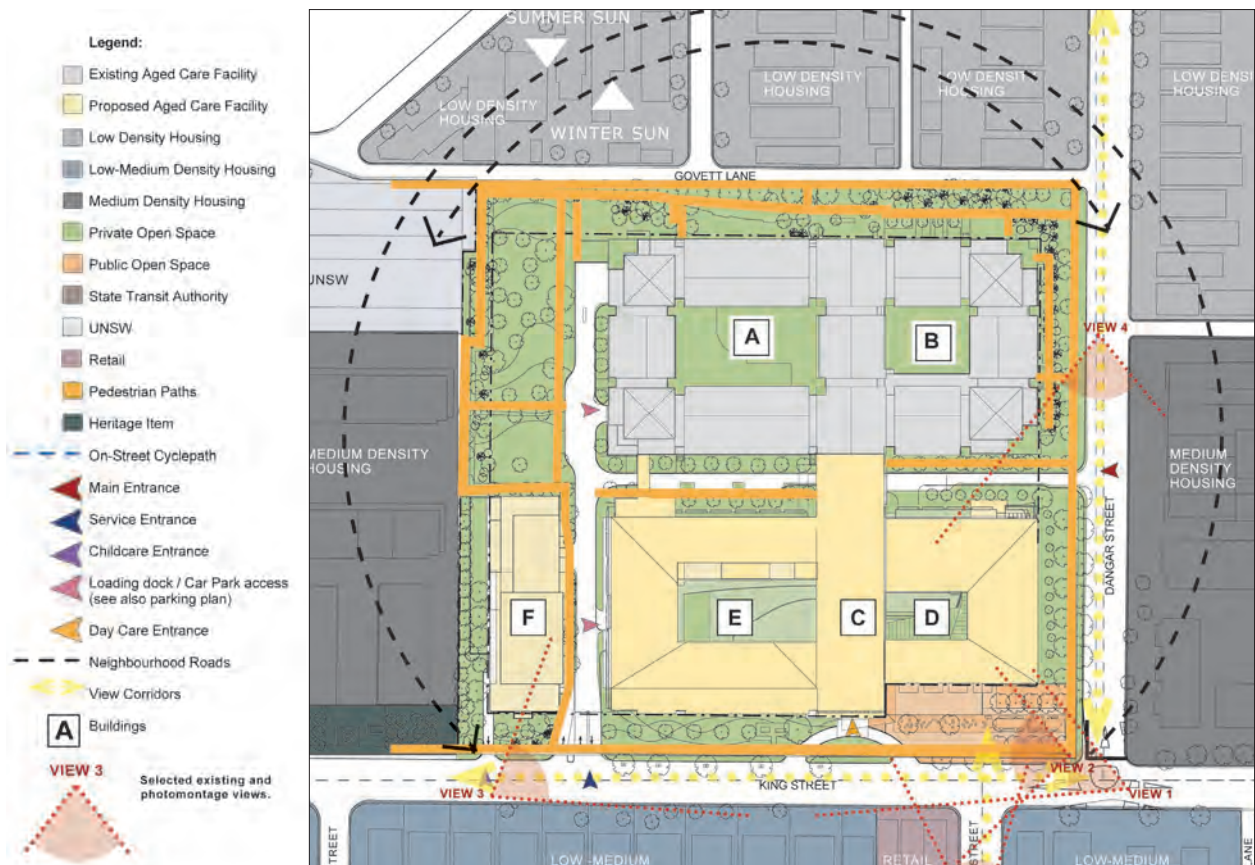 Legend:
Existing Aged Care Facility
Proposed Aged Care Facility
Low Density Housing
Low-Medium Density Housing
Medium Density Housing
Private Open Space
Public Open Space
State Transit Authority
UNSW
Retail
Pedestrian Paths
Heritage Item
On-Street Cyclepath
Main Entrance
Service Entrance
Childcare Entrance
Loading dock / Car Park access
(see also parking plan)
Day Care Entrance
Neighbourhood Roads
View Corridors
A
Buildings
VIEW 3
Selected existing and
photomontage views.
SUMMER SUN
WINTER SUN
LOW DENSITY
HOUSING
LOW DENSITY
HOUSING
LOW DENSITY
HOUSING
LOW DENSI
HOUSING
GOVETT LANE
UNSW
A
B
VIEW 4
MEDIUM DENSITY
HOUSING
MEDIUM
DENSITY
HOUSING
DANGAR STREET
F
E
C
D
VIEW 3
KING STREET
VIEW 2
VIEW 1
STREET
LOW -MEDIUM
RETAIL
STREET
LOW-MEDIUM
LANE